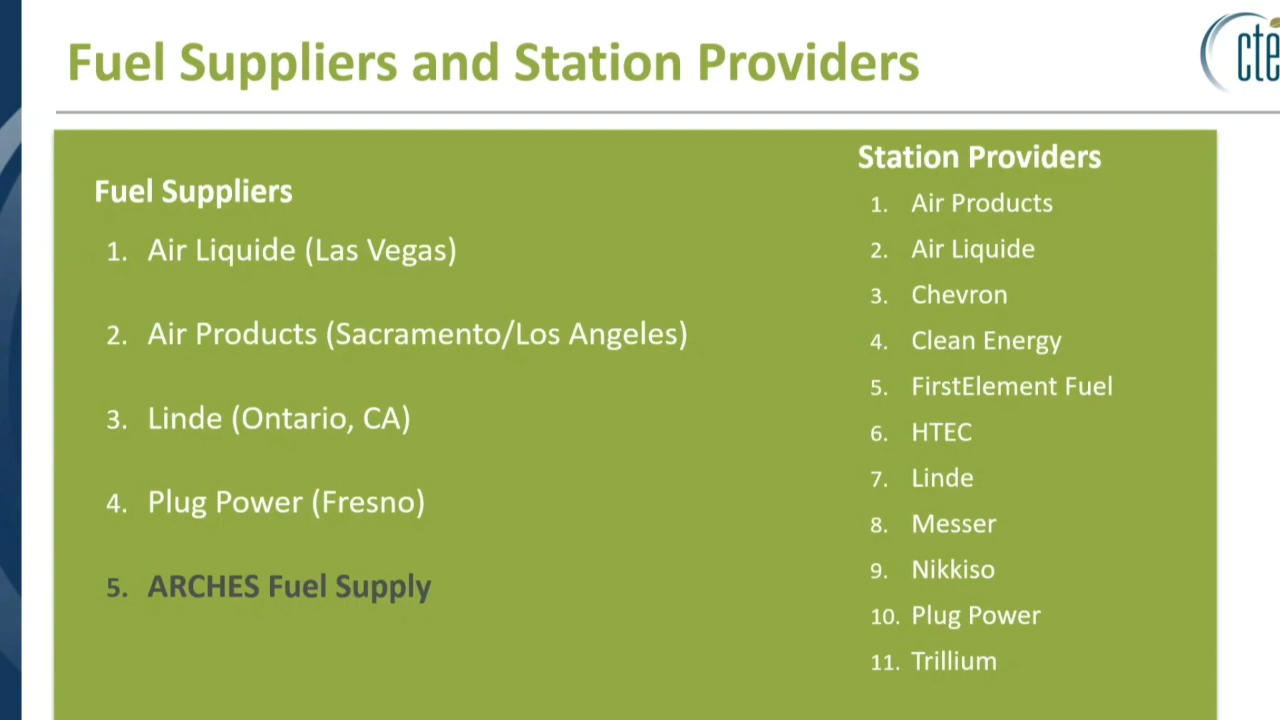 Fuel Suppliers and Station Providers
cte
Fuel Suppliers
1. Air Liquide (Las Vegas)
2. Air Products (Sacramento/Los Angeles)
3. Linde (Ontario, CA)
4. Plug Power (Fresno)
5. ARCHES Fuel Supply
Station Providers
1. Air Products
2. Air Liquide
3. Chevron
4. Clean Energy
5. FirstElement Fuel
6. HTEC
7. Linde
8. Messer
9. Nikkiso
10. Plug Power
11. Trillium